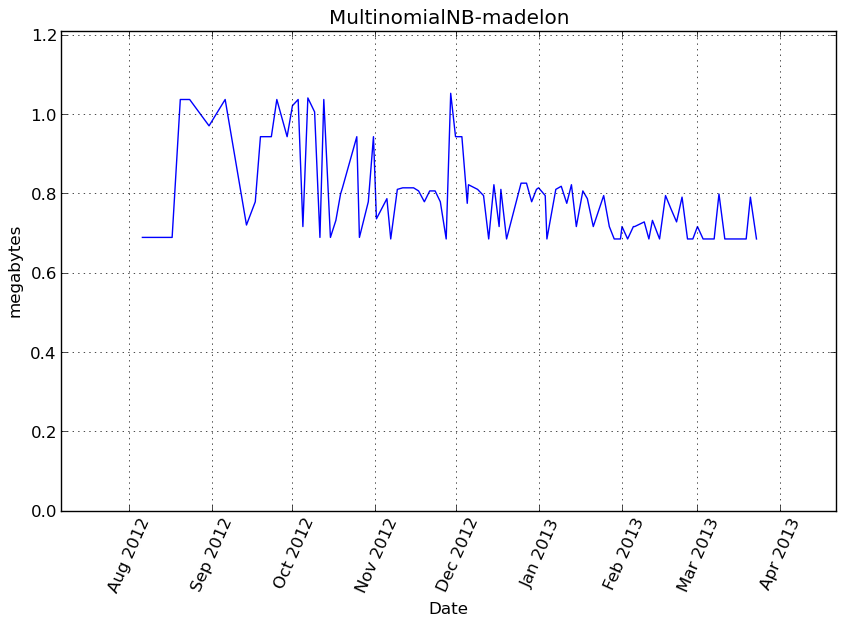 MultinomialNB-madelon
1.2
1.0
0.8
0.6
0.4
0.2
0.0
megabytes
Aug 2012
Sep 2012
Oct 2012
Nov 2012
Dec 2012
Jan 2013
Feb 2013
Mar 2013
Apr 2013
Date